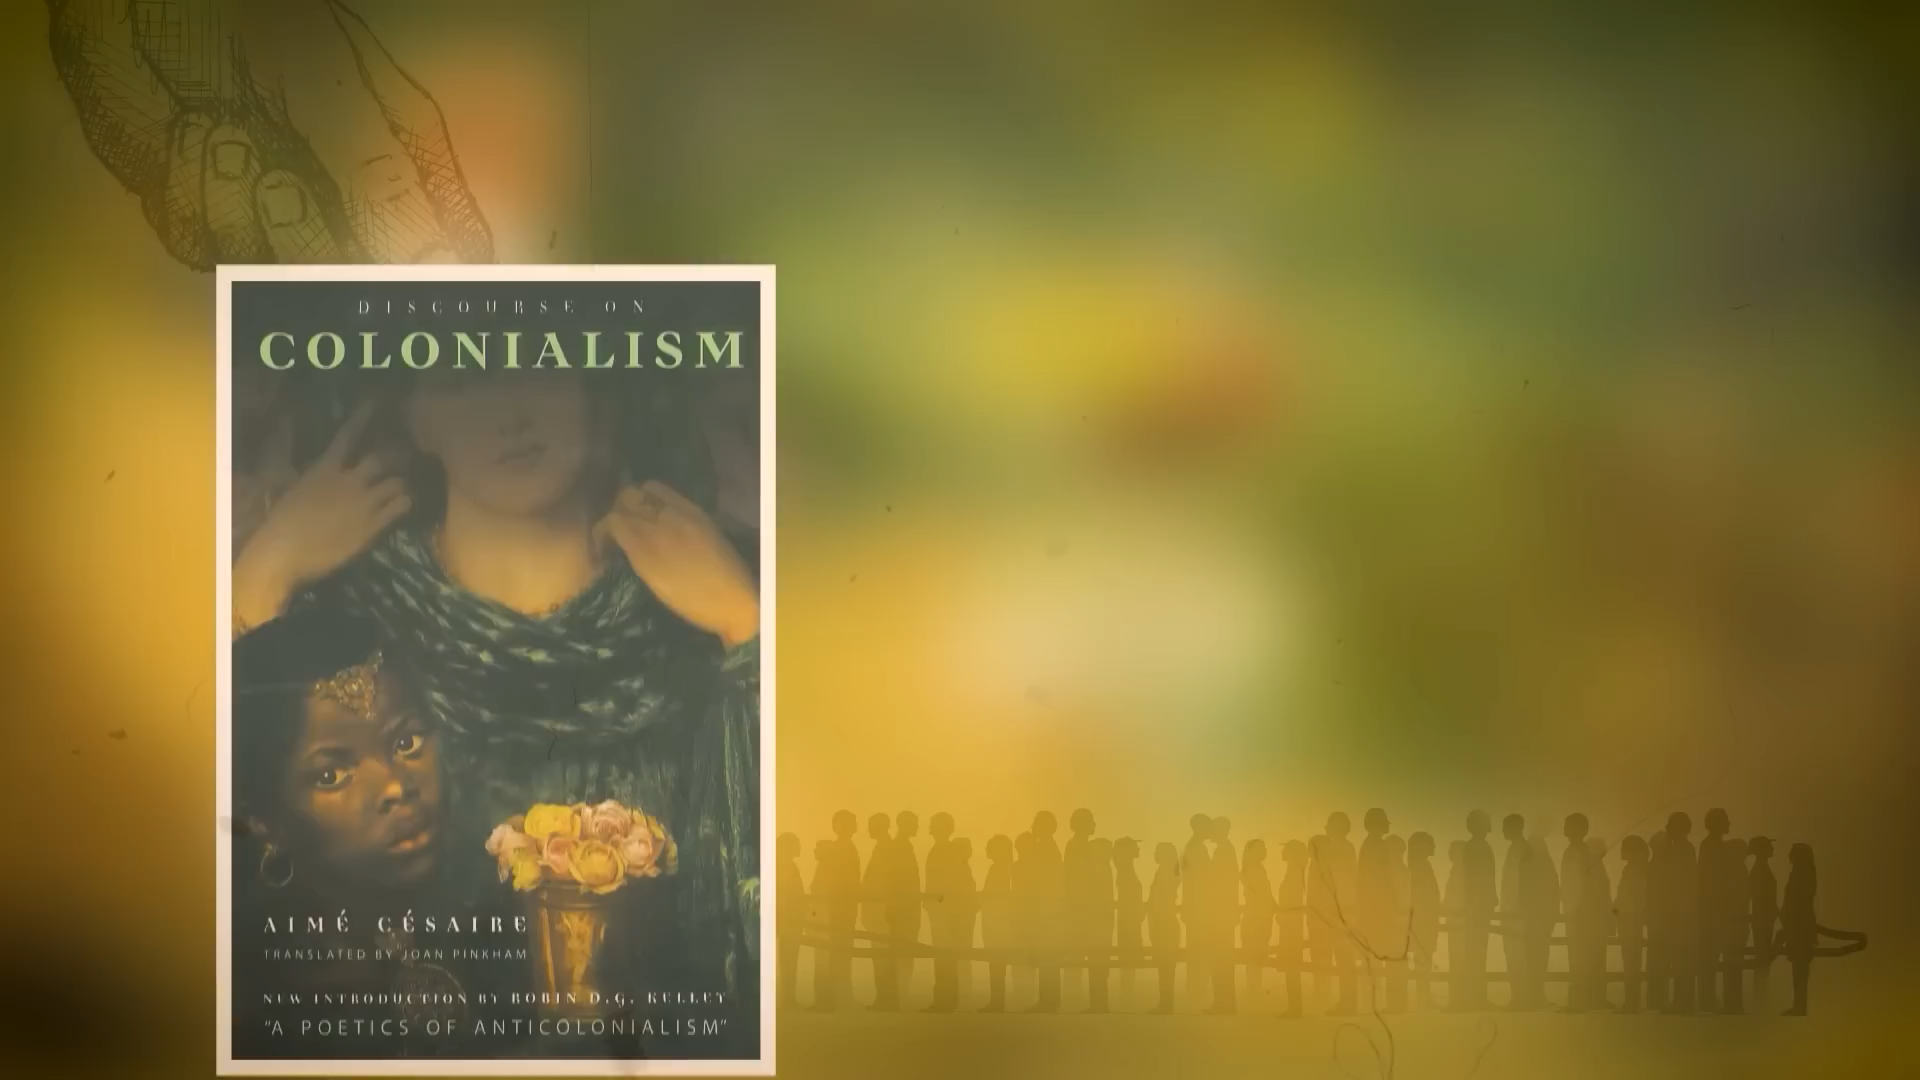 DISCOURSE ON
COLONIALISM
AIMÉ CÉSAIRE
TRANSLATED BY JOAN PINKHAM
NEW INTRODUCTION BY ROBIN D.G. KELLEY
"A POETICS OF ANTICOLONIALISM"